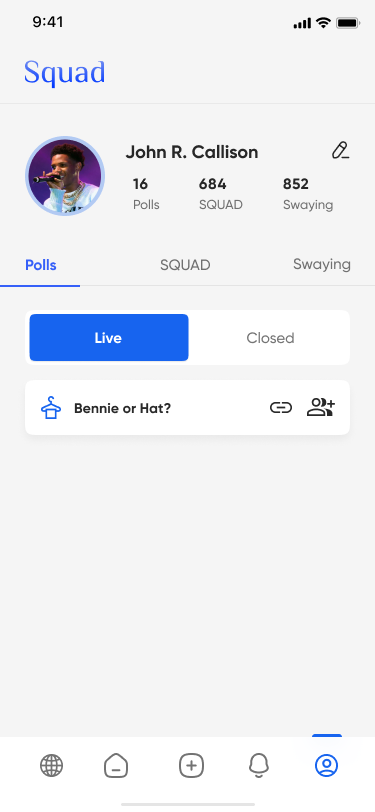 9:41
Squad
John R. Callison
16 684 852
Polls SQUAD Swaying
Polls SQUAD Swaying
Live Closed
Bennie or Hat?